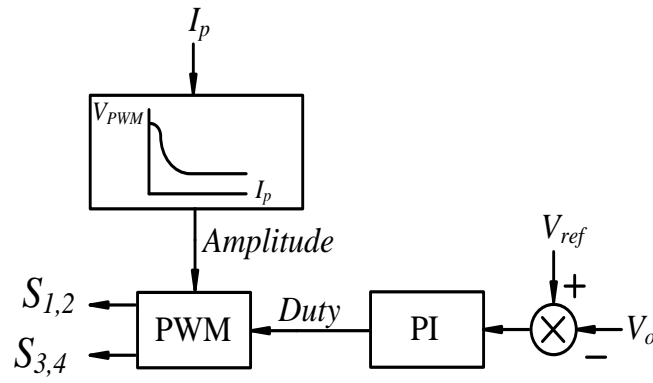 I_p
V_PWM
I_p
Amplitude
V_ref
+
S_1,2
PWM
Duty
PI
V_o
−
S_3,4